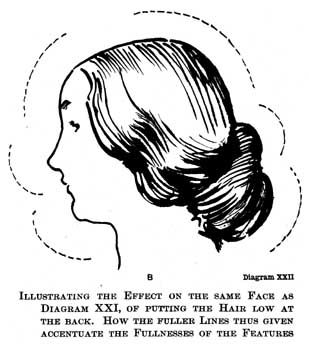 B
Diagram XXII
Illustrating the Effect on the same Face as
Diagram XXI, of putting the Hair low at
the back. How the fuller Lines thus given
accentuate the Fullnesses of the Features